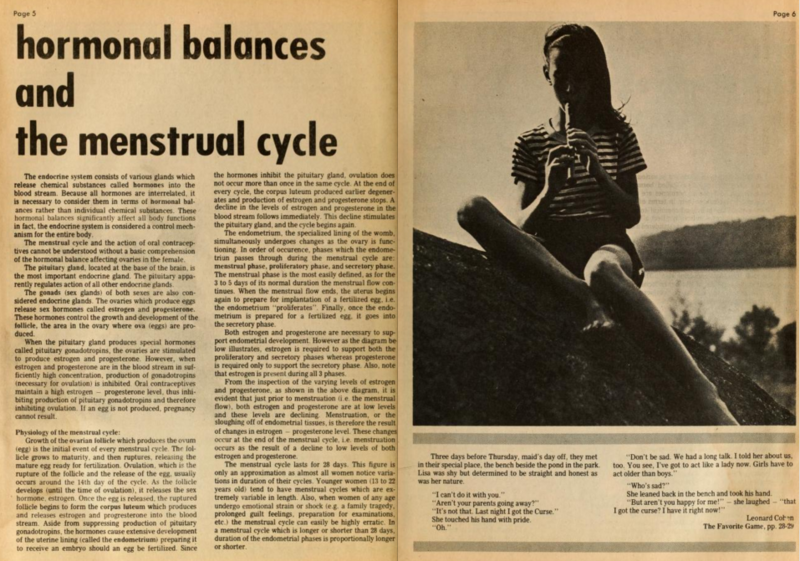 Page 5
hormonal balances
and
the menstrual cycle
The endocrine system consists of various glands which
release chemical substances called hormones into the
blood stream. Because all hormones are interrelated, it
is necessary to consider them in terms of hormonal bal-
ances rather than individual chemical substances. These
hormonal balances significantly affect all body functions
in fact, the endocrine system is considered a control mech-
anism for the entire body.
The menstrual cycle and the action of oral contracep-
tives cannot be understood without a basic comprehension
of the hormonal balance affecting ovaries in the female.
The pituitary gland, located at the base of the brain, is
the most important endocrine gland. The pituitary appa-
rently regulates action of all other endocrine glands.
The gonads (sex glands) of both sexes are also con-
sidered endocrine glands. The ovaries which produce eggs
release sex hormones called estrogen and progesterone.
These hormones control the growth and development of the
follicle, the area in the ovary where ova (eggs) are pro-
duced.
When the pituitary gland produces special hormones
called pituitary gonadotropins, the ovaries are stimulated
to produce estrogen and progesterone. However, when
estrogen and progesterone are in the blood stream in suf-
ficiently high concentration, production of gonadotropins
(necessary for ovulation) is inhibited. Oral contraceptives
maintain a high estrogen — progesterone level, thus inhi-
biting production of pituitary gonadotropins and therefore
inhibiting ovulation. If an egg is not produced, pregnancy
cannot result.
Physiology of the menstrual cycle:
Growth of the ovarian follicle which produces the ovum
(egg) is the initial event of every menstrual cycle. The fol-
licle grows to maturity, and then ruptures, releasing the
mature egg ready for fertilization. Ovulation, which is the
rupture of the follicle and release of the egg, usually
occurs around the 14th day of the cycle. As the follicle
develops (until the time of ovulation), it releases the sex
hormone, estrogen. Once the egg is released, the ruptured
follicle begins to form the corpus luteum which produces
and releases estrogen and progesterone into the blood
stream. Aside from suppressing production of pituitary
gonadotropins, the hormones cause extensive development
of the uterine lining (called the endometrium) preparing it
to receive an embryo should an egg be fertilized. Since
the hormones inhibit the pituitary gland, ovulation does
not occur more than once in the same cycle. At the end of
every cycle, the corpus luteum produced earlier degener-
ates and production of estrogen and progesterone stops. A
decline in the levels of estrogen and progesterone in the
blood stream follows immediately. This decline stimulates
the pituitary gland, and the cycle begins again.
The endometrium, the specialized lining of the womb,
simultaneously undergoes changes as the ovary is func-
tioning. In order of occurence, phases which the endome-
trium passes through during the menstrual cycle are:
menstrual phase, proliferatory phase, and secretory phase.
The menstrual phase is the most easily defined, as for the
3 to 5 days of its normal duration the menstrual flow con-
tinues. When the menstrual flow ends, the uterus begins
again to prepare for implantation of a fertilized egg, i.e.
the endometrium "proliferates". Finally, once the endo-
metrium is prepared for a fertilized egg, it goes into
the secretory phase.
Both estrogen and progesterone are necessary to sup-
port endometrial development. However as the diagram be
low illustrates, estrogen is required to support both the
proliferatory and secretory phases whereas progesterone
is required only to support the secretory phase. Also, note
that estrogen is present during all 3 phases.
From the inspection of the varying levels of estrogen
and progesterone, as shown in the above diagram, it is
evident that just prior to menstruation (i.e. the menstrual
flow), both estrogen and progesterone are at low levels
and these levels are declining. Menstruation, or the
sloughing off of endometrial tissues, is therefore the result
of changes in estrogen — progesterone level. These changes
occur at the end of the menstrual cycle, i.e. menstruation
occurs as the result of a decline to low levels of both
estrogen and progesterone.
The menstrual cycle lasts for 28 days. This figure is
only an approximation as almost all women notice varia-
tions in duration of their cycles. Younger women (13 to 22
years old) tend to have menstrual cycles which are ex-
tremely variable in length. Also, when women of any age
undergo emotional strain or shock (e.g. a family tragedy,
prolonged guilt feelings, preparation for examinations,
etc.) the menstrual cycle can easily be highly erratic. In
a menstrual cycle which is longer or shorter than 28 days,
duration of the endometrial phases is proportionally longer
or shorter.
Page 6
Three days before Thursday, maid's day off, they met
in their special place, the bench beside the pond in the park.
Lisa was shy but determined to be straight and honest as
was her nature.
"I can't do it with you."
"Aren't your parents going away?"
"It's not that. Last night I got the Curse."
She touched his hand with pride.
"Oh."
"Don't be sad. We had a long talk. I told her about us,
too. You see, I've got to act like a lady now. Girls have to
act older than boys."
"Who's sad?"
She leaned back in the bench and took his hand.
"But aren't you happy for me!" — she laughed — "that
I got the curse? I have it right now!"
Leonard Cohen
The Favorite Game, pp. 28-29